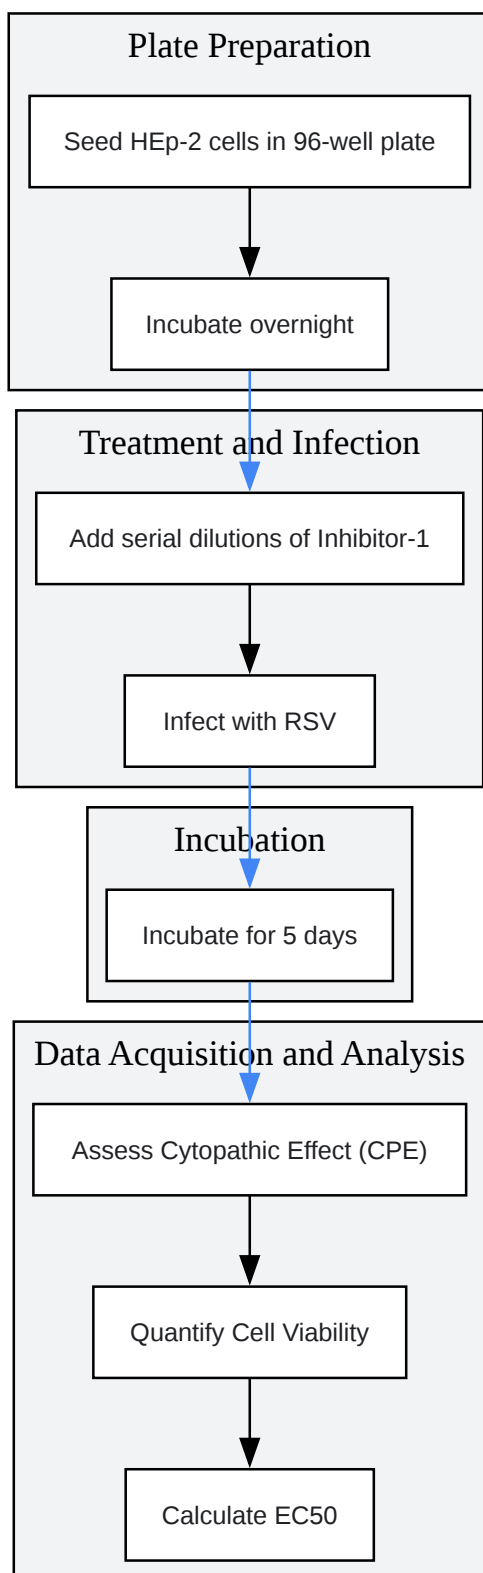 Plate Preparation
Seed HEp-2 cells in 96-well plate
Incubate overnight
Treatment and Infection
Add serial dilutions of Inhibitor-1
Infect with RSV
Incubation
Incubate for 5 days
Data Acquisition and Analysis
Assess Cytopathic Effect (CPE)
Quantify Cell Viability
Calculate EC50